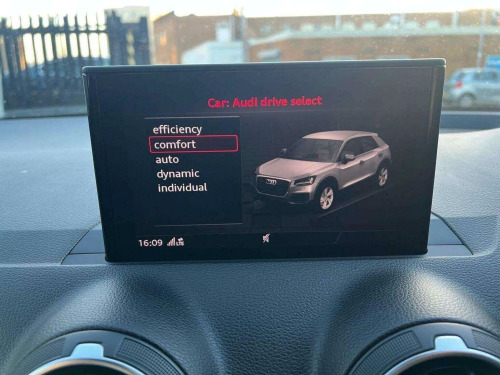 Car: Audi drive select
efficiency
comfort
auto
dynamic
individual
16:09